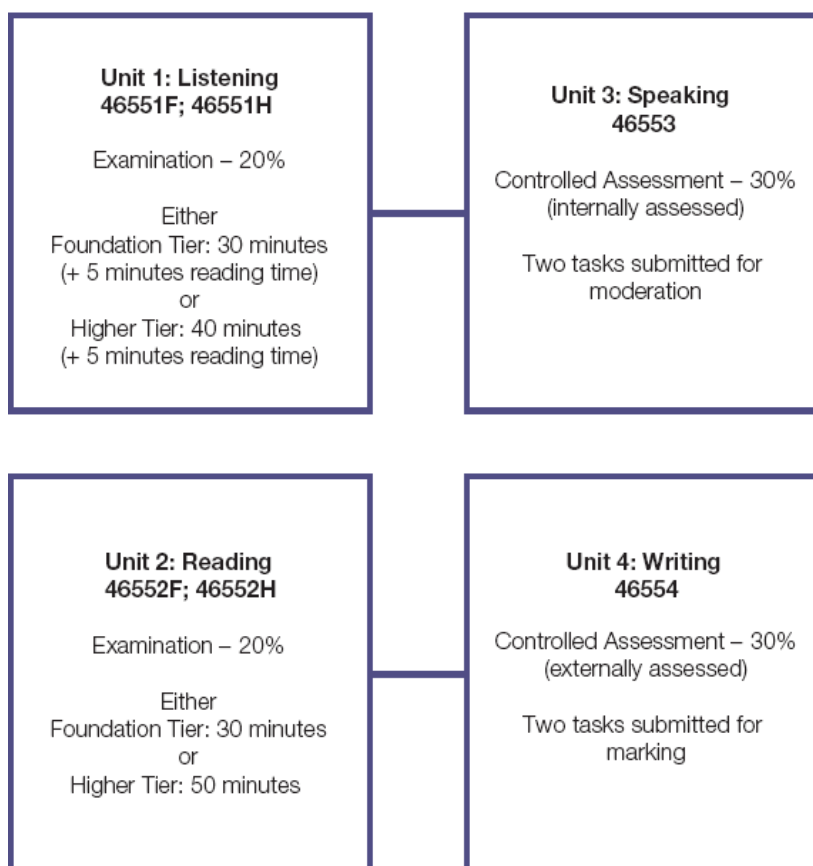 Unit 1: Listening
46551F; 46551H
Examination – 20%
Either
Foundation Tier: 30 minutes
(+ 5 minutes reading time)
or
Higher Tier: 40 minutes
(+ 5 minutes reading time)
Unit 3: Speaking
46553
Controlled Assessment – 30%
(internally assessed)
Two tasks submitted for
moderation
Unit 2: Reading
46552F; 46552H
Examination – 20%
Either
Foundation Tier: 30 minutes
or
Higher Tier: 50 minutes
Unit 4: Writing
46554
Controlled Assessment – 30%
(externally assessed)
Two tasks submitted for
marking